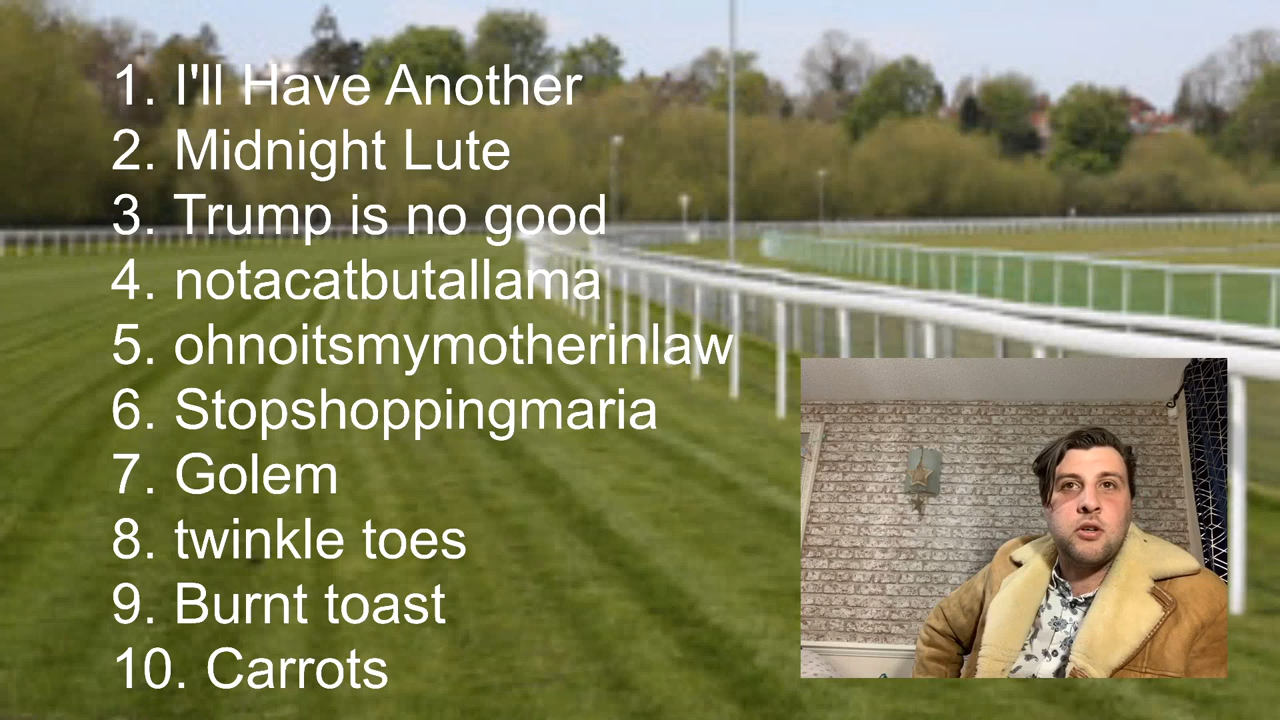 1. I'll Have Another
2. Midnight Lute
3. Trump is no good
4. notacatbutallama
5. ohnoitsmymotherinlaw
6. Stopshoppingmaria
7. Golem
8. twinkle toes
9. Burnt toast
10. Carrots